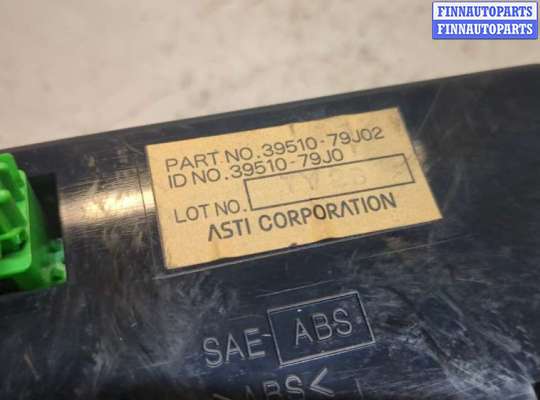 FINNAUTOPARTS
FINNAUTOPARTS
PART NO. 39510-79J02
ID NO. 39510-79J0
LOT NO.
ASTI CORPORATION
SAE-ABS
>ABS<